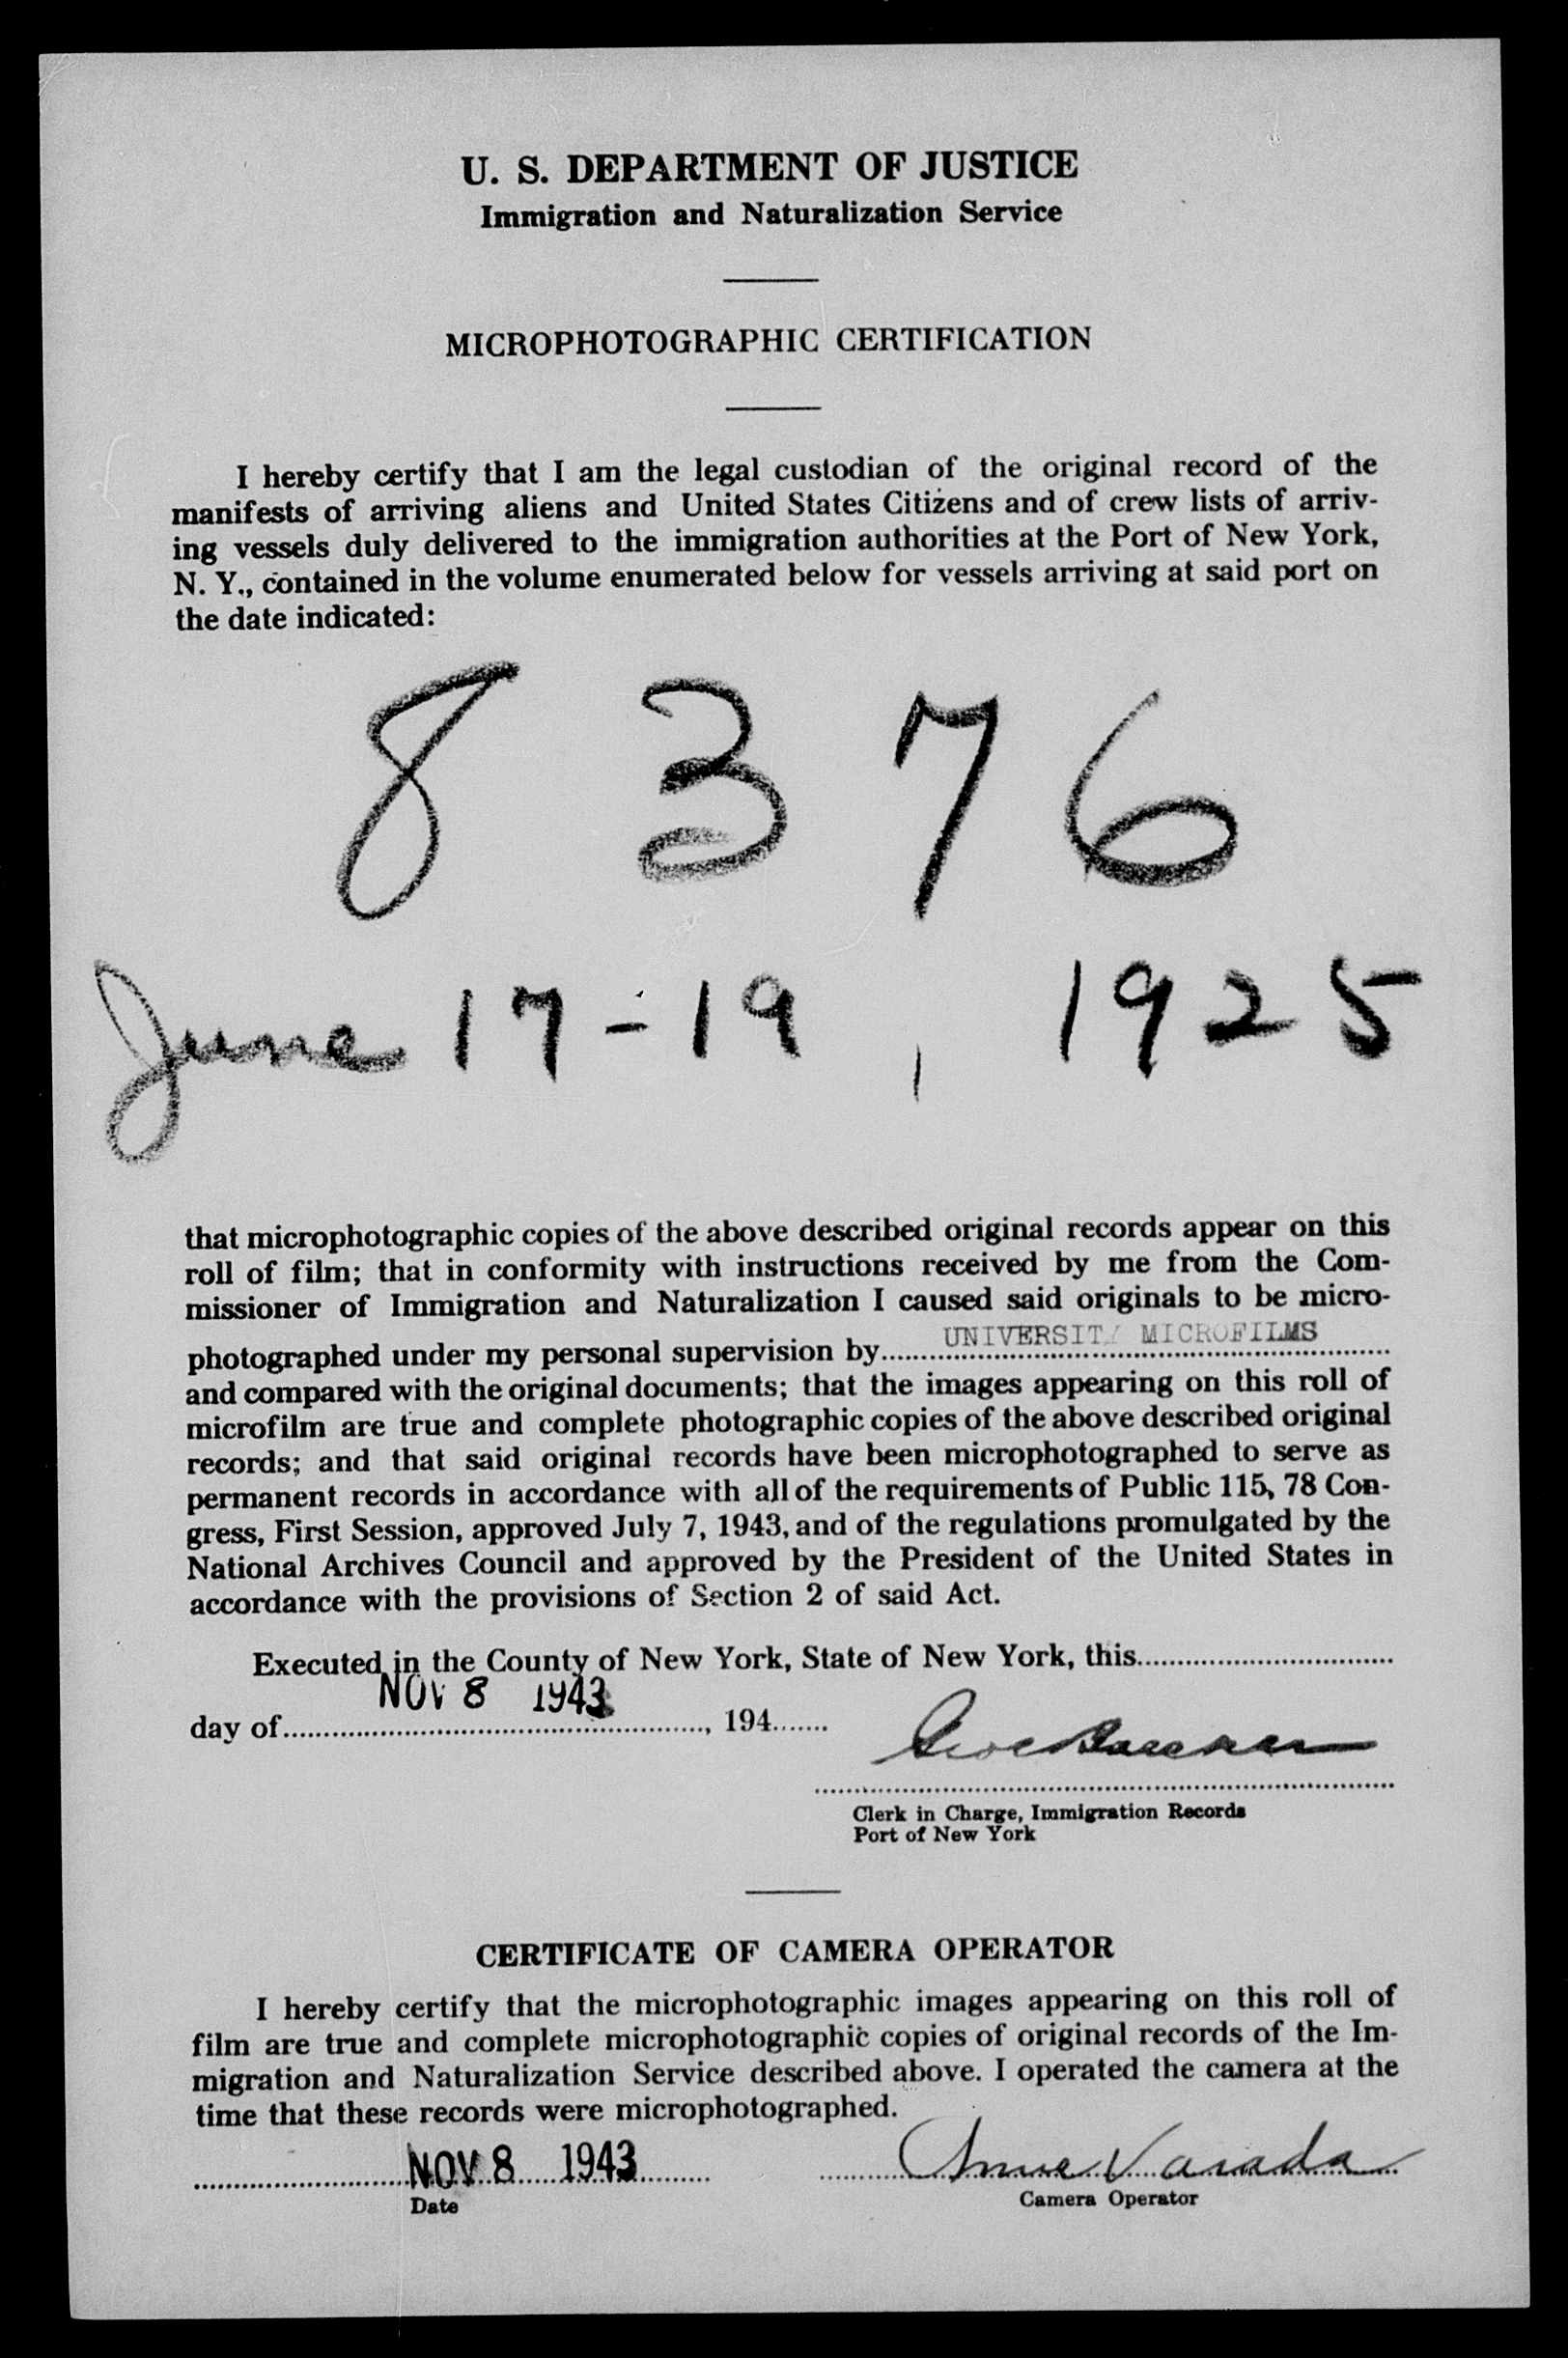 U. S. DEPARTMENT OF JUSTICE
Immigration and Naturalization Service
MICROPHOTOGRAPHIC CERTIFICATION
I hereby certify that I am the legal custodian of the original record of the
manifests of arriving aliens and United States Citizens and of crew lists of arriv-
ing vessels duly delivered to the immigration authorities at the Port of New York,
N. Y., contained in the volume enumerated below for vessels arriving at said port on
the date indicated:
8376
June 17-19, 1925
that microphotographic copies of the above described original records appear on this
roll of film; that in conformity with instructions received by me from the Com-
missioner of Immigration and Naturalization I caused said originals to be micro-
photographed under my personal supervision by UNIVERSITY MICROFILMS
and compared with the original documents; that the images appearing on this roll of
microfilm are true and complete photographic copies of the above described original
records; and that said original records have been microphotographed to serve as
permanent records in accordance with all of the requirements of Public 115, 78 Con-
gress, First Session, approved July 7, 1943, and of the regulations promulgated by the
National Archives Council and approved by the President of the United States in
accordance with the provisions of Section 2 of said Act.
Executed in the County of New York, State of New York, this
NOV 8 1943
day of , 194
Clerk in Charge, Immigration Records
Port of New York
CERTIFICATE OF CAMERA OPERATOR
I hereby certify that the microphotographic images appearing on this roll of
film are true and complete microphotographic copies of original records of the Im-
migration and Naturalization Service described above. I operated the camera at the
time that these records were microphotographed.
NOV 8 1943 Anne Varada
Date Camera Operator